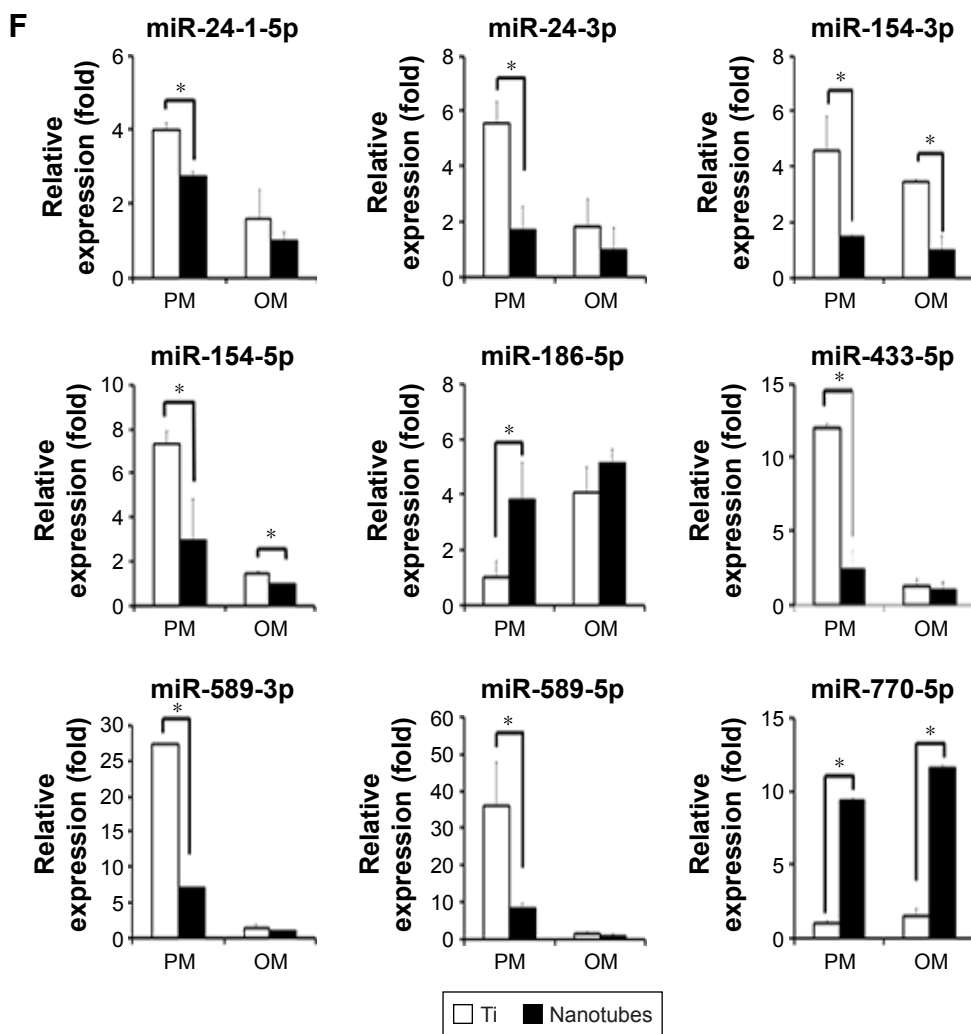 F
miR-24-1-5p
miR-24-3p
miR-154-3p
Relative
expression (fold)
6
4
2
0
*
PM
OM
Relative
expression (fold)
8
6
4
2
0
*
PM
OM
Relative
expression (fold)
8
6
4
2
0
*
*
PM
OM
miR-154-5p
miR-186-5p
miR-433-5p
Relative
expression (fold)
10
8
6
4
2
0
*
*
PM
OM
Relative
expression (fold)
8
6
4
2
0
*
PM
OM
Relative
expression (fold)
15
10
5
0
*
PM
OM
miR-589-3p
miR-589-5p
miR-770-5p
Relative
expression (fold)
30
25
20
15
10
5
0
*
PM
OM
Relative
expression (fold)
60
50
40
30
20
10
0
*
PM
OM
Relative
expression (fold)
15
10
5
0
*
*
PM
OM
Ti
Nanotubes